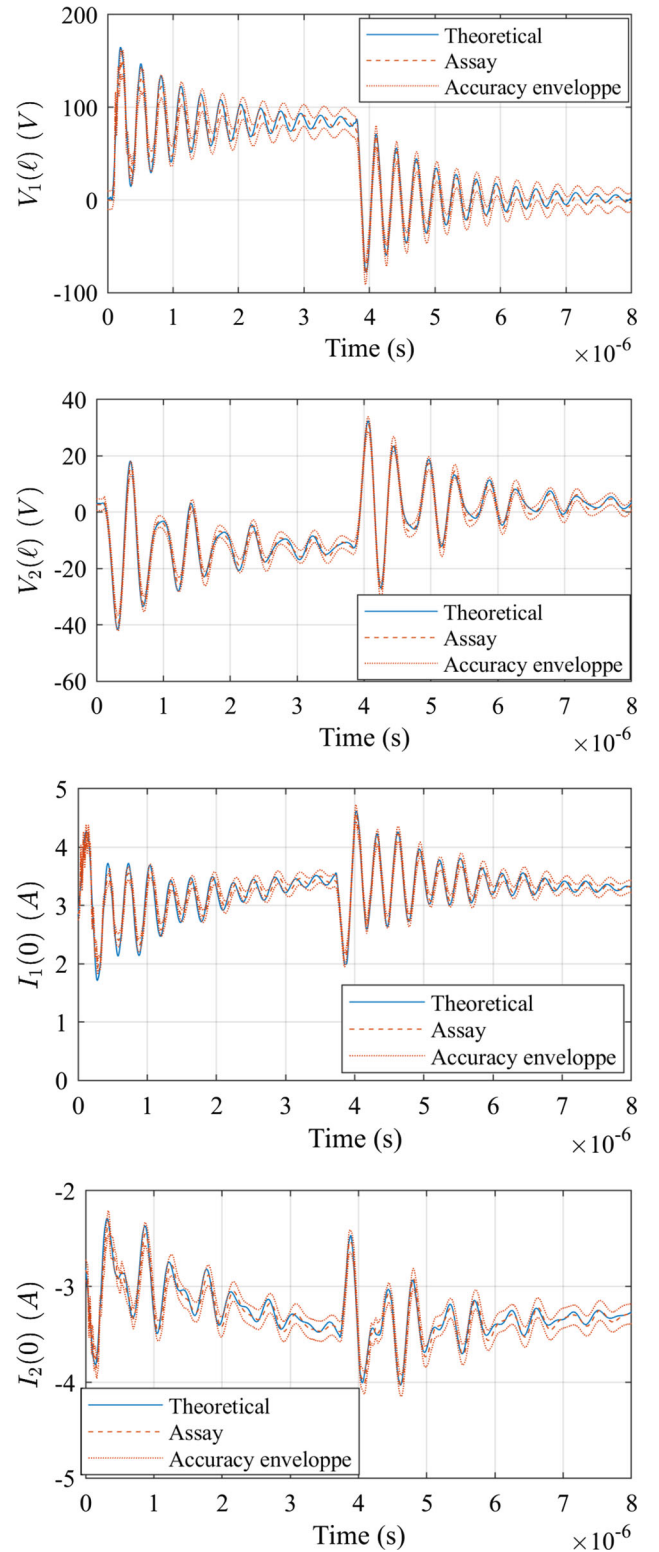 200
100
0
-100
V₁(ℓ) (V)
Theoretical
Assay
Accuracy enveloppe
0 1 2 3 4 5 6 7 8
Time (s)
×10⁻⁶
40
20
0
-20
-40
-60
V₂(ℓ) (V)
Theoretical
Assay
Accuracy enveloppe
0 1 2 3 4 5 6 7 8
Time (s)
×10⁻⁶
5
4
3
2
1
0
I₁(0) (A)
Theoretical
Assay
Accuracy enveloppe
0 1 2 3 4 5 6 7 8
Time (s)
×10⁻⁶
-2
-3
-4
-5
I₂(0) (A)
Theoretical
Assay
Accuracy enveloppe
0 1 2 3 4 5 6 7 8
Time (s)
×10⁻⁶